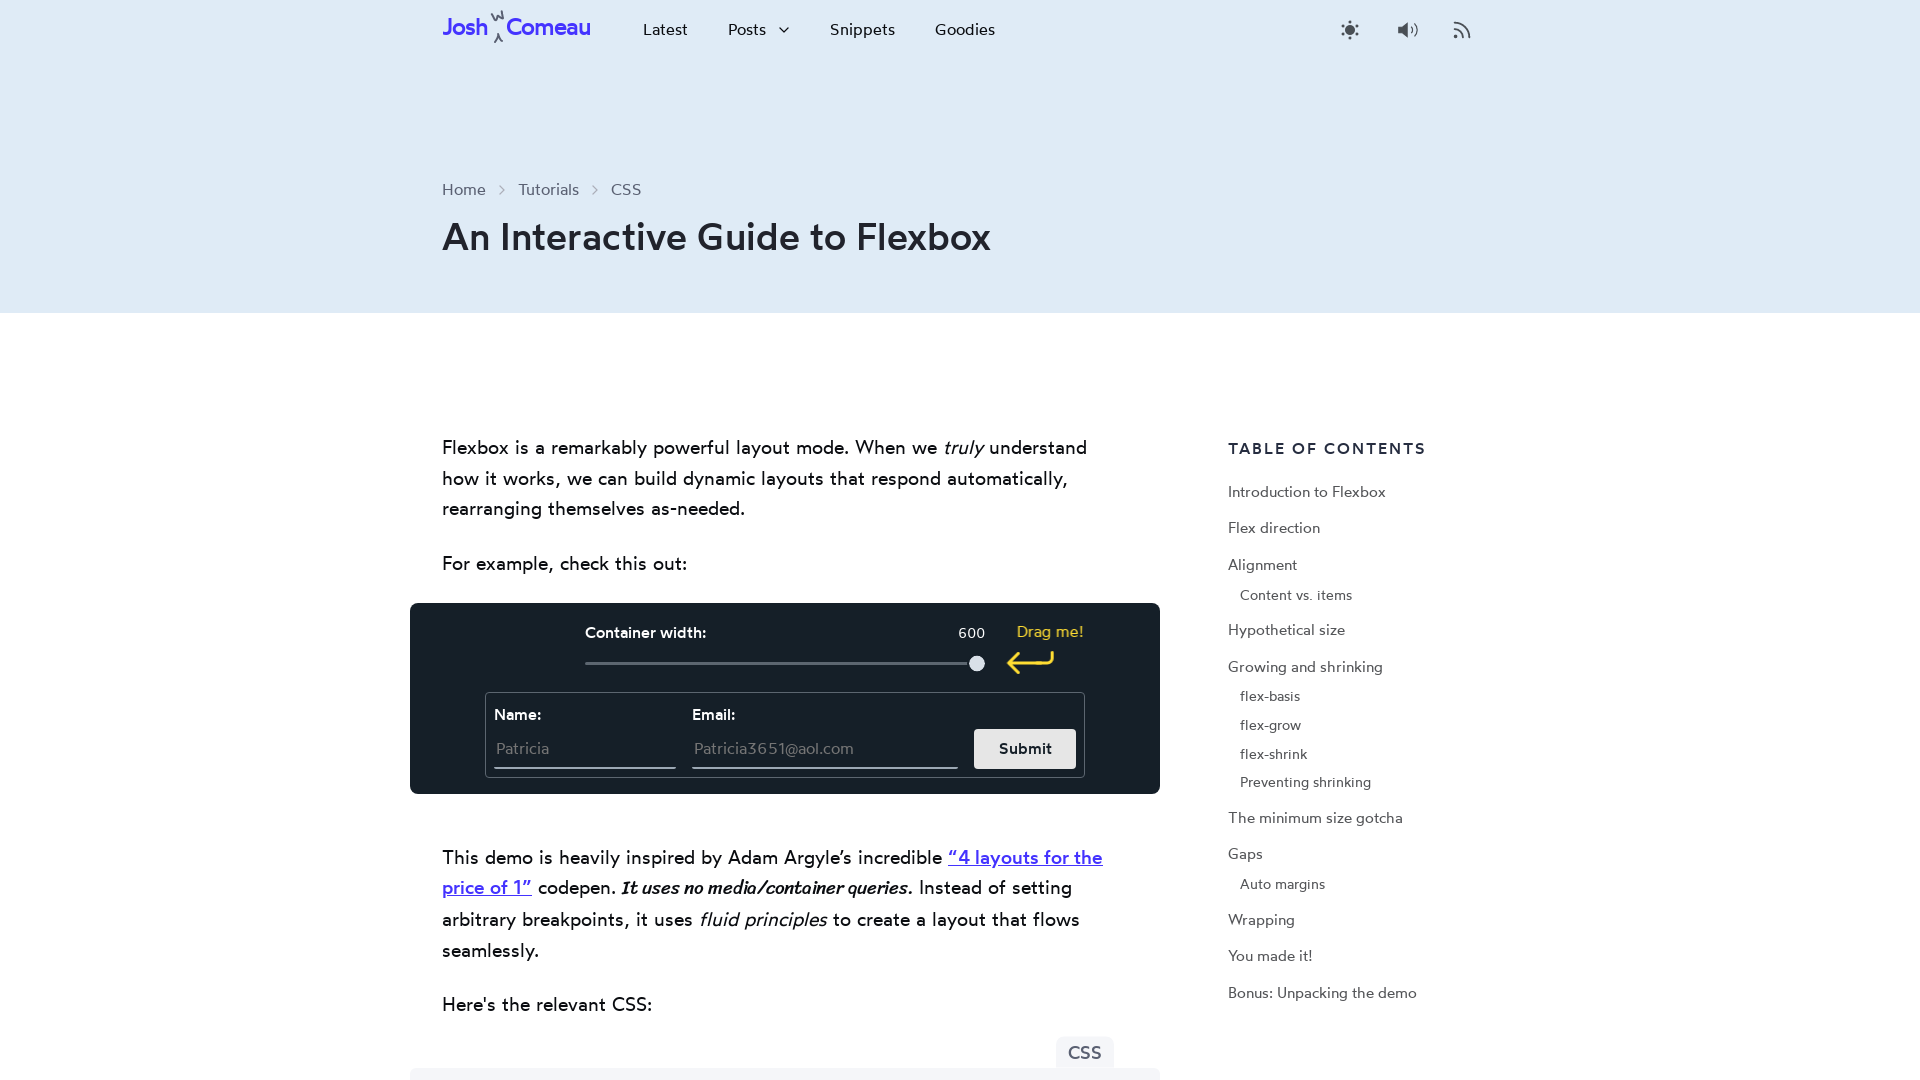 Josh W Comeau
Latest
Posts
Snippets
Goodies
Home
Tutorials
CSS
An Interactive Guide to Flexbox
Flexbox is a remarkably powerful layout mode. When we truly understand
how it works, we can build dynamic layouts that respond automatically,
rearranging themselves as-needed.
For example, check this out:
Container width:
600
Drag me!
Name:
Email:
Patricia
Patricia3651@aol.com
Submit
This demo is heavily inspired by Adam Argyle’s incredible “4 layouts for the
price of 1” codepen. It uses no media/container queries. Instead of setting
arbitrary breakpoints, it uses fluid principles to create a layout that flows
seamlessly.
Here's the relevant CSS:
CSS
TABLE OF CONTENTS
Introduction to Flexbox
Flex direction
Alignment
Content vs. items
Hypothetical size
Growing and shrinking
flex-basis
flex-grow
flex-shrink
Preventing shrinking
The minimum size gotcha
Gaps
Auto margins
Wrapping
You made it!
Bonus: Unpacking the demo